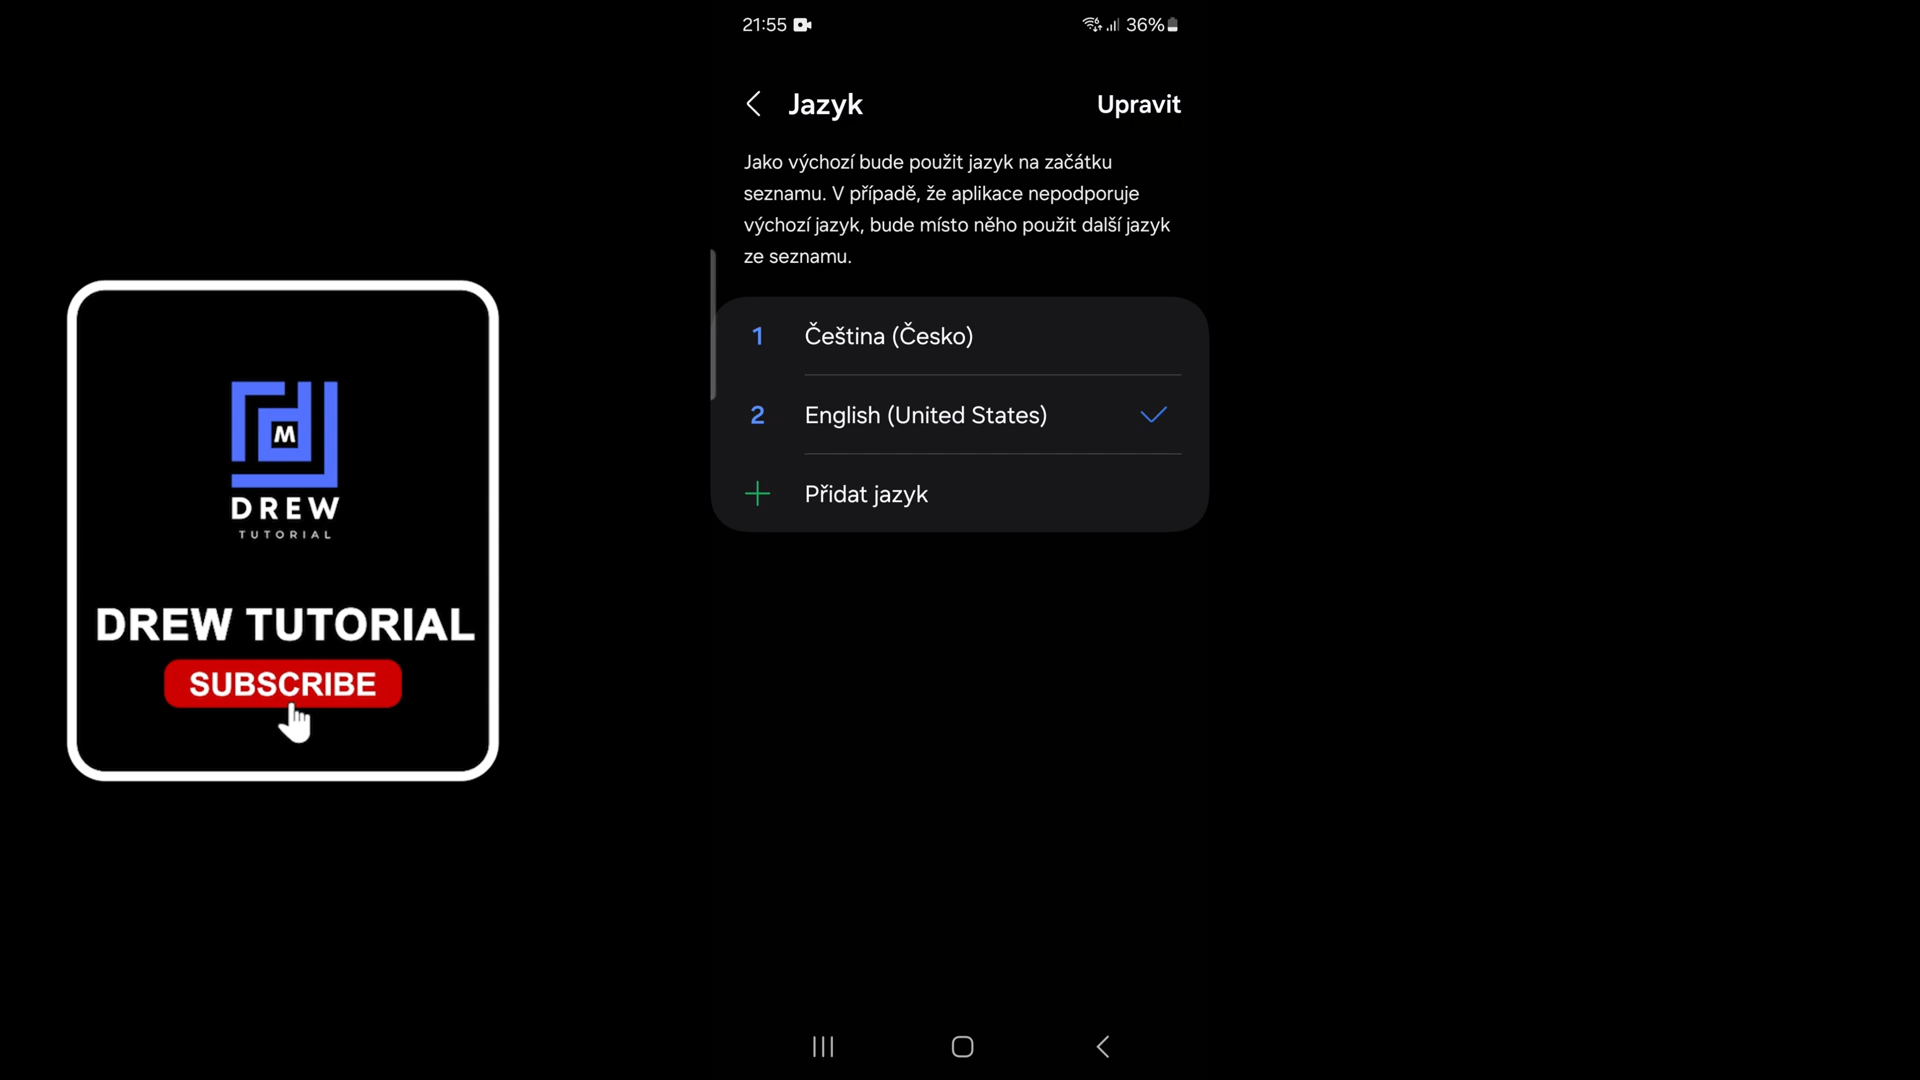 21:55
36%
Jazyk
Upravit
Jako výchozí bude použit jazyk na začátku
seznamu. V případě, že aplikace nepodporuje
výchozí jazyk, bude místo něho použit další jazyk
ze seznamu.
1 Čeština (Česko)
2 English (United States)
Přidat jazyk
M
DREW
TUTORIAL
DREW TUTORIAL
SUBSCRIBE